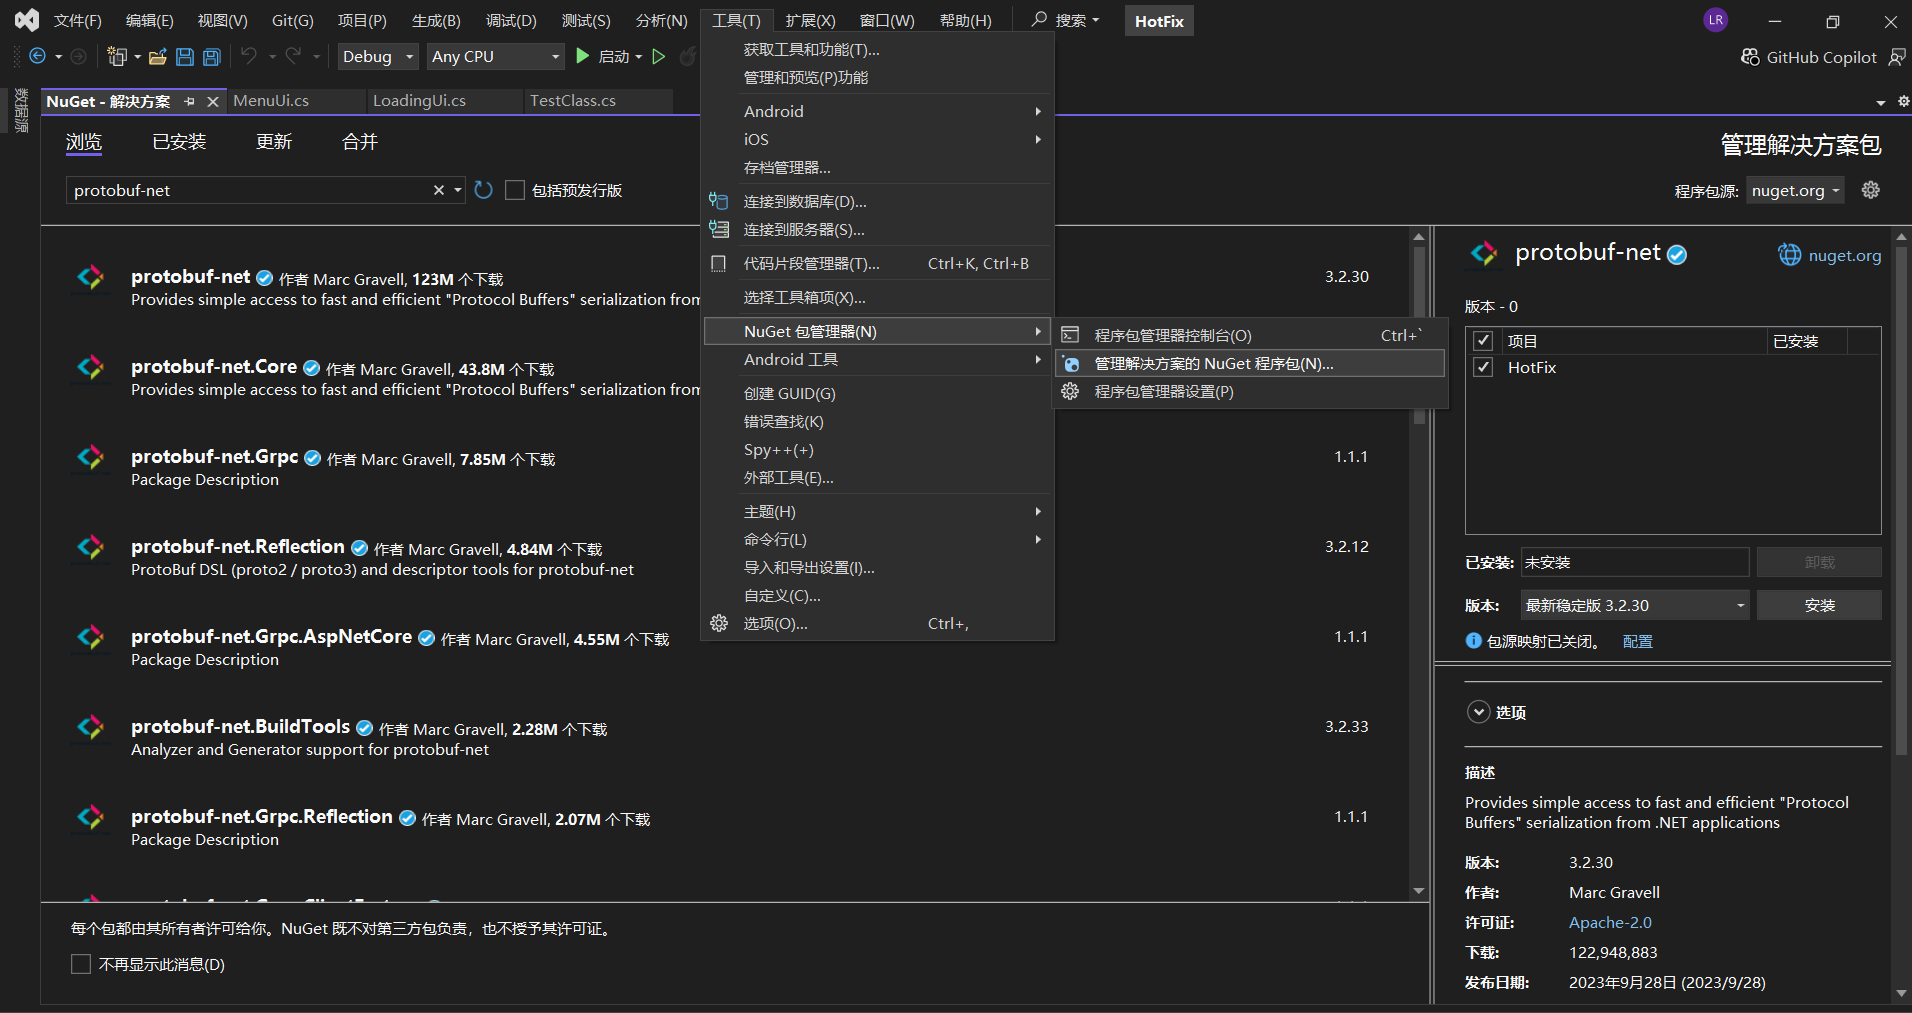 文件(F) 编辑(E) 视图(V) Git(G) 项目(P) 生成(B) 调试(D) 测试(S) 分析(N) 工具(T) 扩展(X) 窗口(W) 帮助(H) 搜索 HotFix LR
Debug Any CPU 启动 GitHub Copilot
数据源
NuGet - 解决方案 MenuUi.cs LoadingUi.cs TestClass.cs
浏览 已安装 更新 合并
管理解决方案包
protobuf-net 包括预发行版
程序包源: nuget.org
protobuf-net 作者 Marc Gravell, 123M 个下载 3.2.30
Provides simple access to fast and efficient "Protocol Buffers" serialization from
protobuf-net.Core 作者 Marc Gravell, 43.8M 个下载
Provides simple access to fast and efficient "Protocol Buffers" serialization from
protobuf-net.Grpc 作者 Marc Gravell, 7.85M 个下载 1.1.1
Package Description
protobuf-net.Reflection 作者 Marc Gravell, 4.84M 个下载 3.2.12
ProtoBuf DSL (proto2 / proto3) and descriptor tools for protobuf-net
protobuf-net.Grpc.AspNetCore 作者 Marc Gravell, 4.55M 个下载 1.1.1
Package Description
protobuf-net.BuildTools 作者 Marc Gravell, 2.28M 个下载 3.2.33
Analyzer and Generator support for protobuf-net
protobuf-net.Grpc.Reflection 作者 Marc Gravell, 2.07M 个下载 1.1.1
Package Description
每个包都由其所有者许可给你。NuGet 既不对第三方包负责，也不授予其许可证。
不再显示此消息(D)
获取工具和功能(T)...
管理和预览(P)功能
Android
iOS
存档管理器...
连接到数据库(D)...
连接到服务器(S)...
代码片段管理器(T)... Ctrl+K, Ctrl+B
选择工具箱项(X)...
NuGet 包管理器(N)
Android 工具
创建 GUID(G)
错误查找(K)
Spy++(+)
外部工具(E)...
主题(H)
命令行(L)
导入和导出设置(I)...
自定义(C)...
选项(O)... Ctrl+,
程序包管理器控制台(O) Ctrl+`
管理解决方案的 NuGet 程序包(N)...
程序包管理器设置(P)
protobuf-net nuget.org
版本 - 0
项目 已安装
HotFix
已安装: 未安装 卸载
版本: 最新稳定版 3.2.30 安装
包源映射已关闭。 配置
选项
描述
Provides simple access to fast and efficient "Protocol
Buffers" serialization from .NET applications
版本: 3.2.30
作者: Marc Gravell
许可证: Apache-2.0
下载: 122,948,883
发布日期: 2023年9月28日 (2023/9/28)